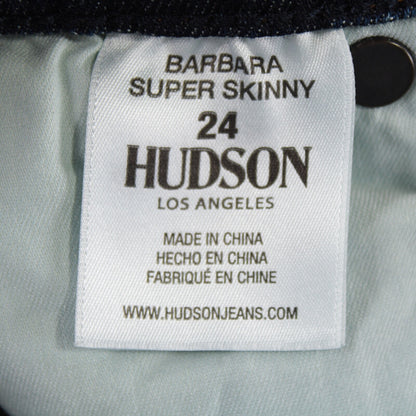 BARBARA
SUPER SKINNY
24
HUDSON
LOS ANGELES
MADE IN CHINA
HECHO EN CHINA
FABRIQUÉ EN CHINE
WWW.HUDSONJEANS.COM